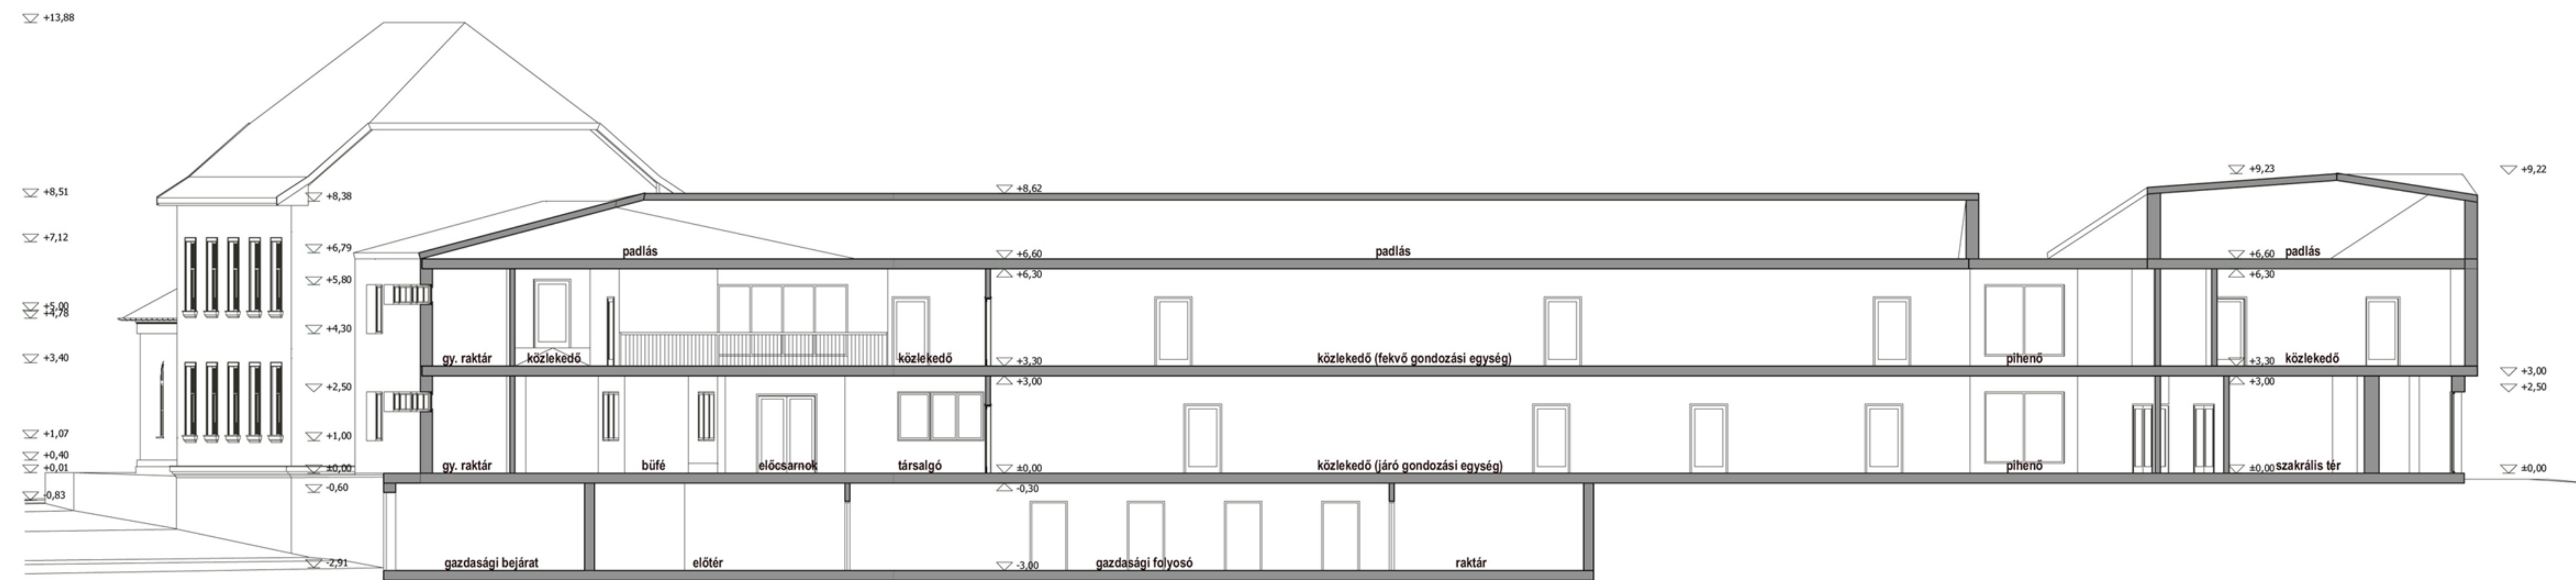 +13,88
+8,51
+7,12
+5,00
+4,78
+3,40
+1,07
+0,40
+0,01
-0,83
+8,38
+6,79
+5,80
+4,30
+2,50
+1,00
±0,00
-0,60
-2,91
+8,62
+9,23
+9,22
padlás
padlás
+6,60
+6,30
+6,60
padlás
+6,30
gy. raktár
közlekedő
közlekedő
+3,30
közlekedő (fekvő gondozási egység)
pihenő
+3,30
közlekedő
+3,00
+3,00
+3,00
+2,50
gy. raktár
büfé
előcsarnok
társalgó
±0,00
közlekedő (járó gondozási egység)
pihenő
±0,00
szakrális tér
±0,00
-0,30
gazdasági bejárat
előtér
-3,00
gazdasági folyosó
raktár